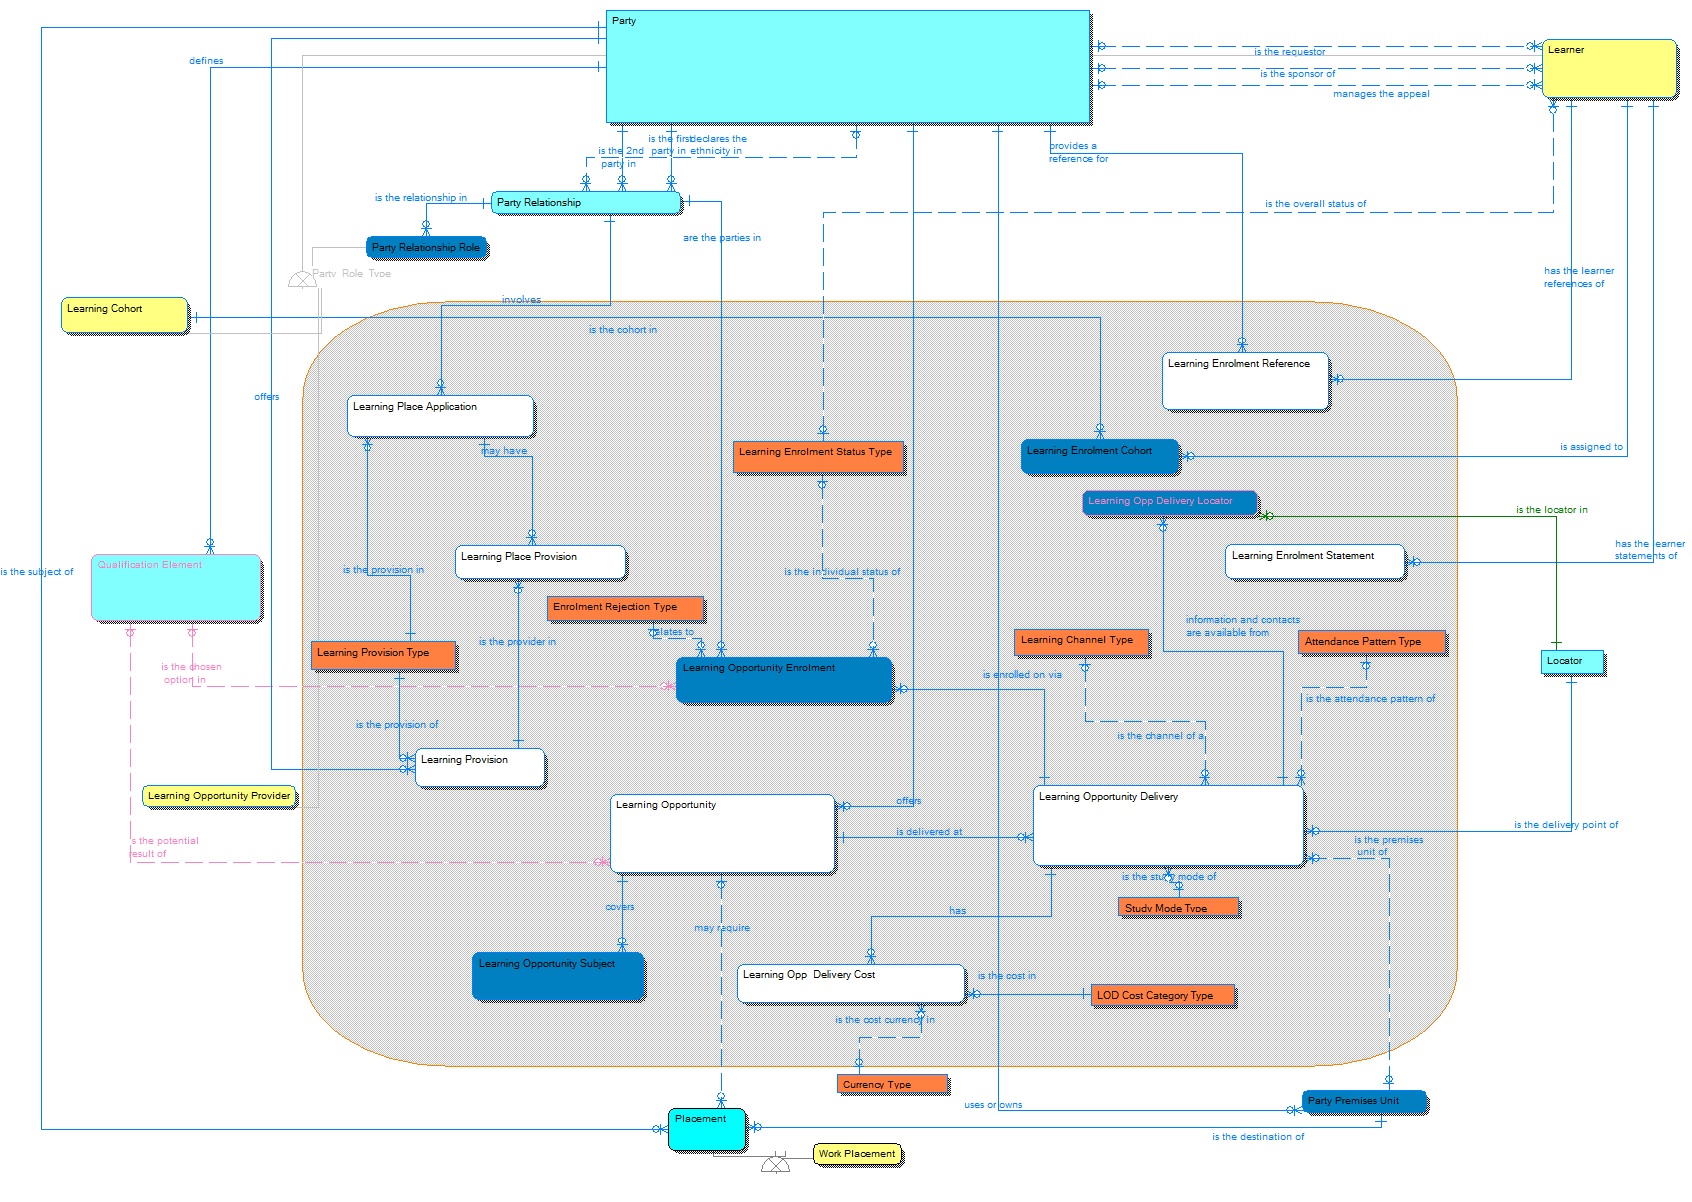 Party
Learner
is the requestor
defines
is the sponsor of
manages the appeal
is the first
declares the
is the 2nd
party in
ethnicity in
party in
provides a
reference for
is the relationship in
Party Relationship
is the overall status of
are the parties in
Party Relationship Role
Party Role Type
has the learner
references of
involves
Learning Cohort
is the cohort in
Learning Enrolment Reference
offers
Learning Place Application
may have
Learning Enrolment Status Type
Learning Enrolment Cohort
is assigned to
Learning Opp Delivery Locator
is the locator in
has the learner
statements of
Learning Place Provision
Learning Enrolment Statement
Qualification Element
is the subject of
is the provision in
is the individual status of
Enrolment Rejection Type
information and contacts
are available from
relates to
is the provider in
Learning Channel Type
Attendance Pattern Type
Learning Provision Type
Learning Opportunity Enrolment
Locator
is the chosen
option in
is enrolled on via
is the attendance pattern of
is the provision of
is the channel of a
Learning Provision
Learning Opportunity Provider
Learning Opportunity
offers
Learning Opportunity Delivery
is the delivery point of
is delivered at
is the potential
result of
is the premises
unit of
is the study mode of
covers
has
Study Mode Type
may require
Learning Opportunity Subject
Learning Opp Delivery Cost
is the cost in
LOD Cost Category Type
is the cost currency in
Currency Type
uses or owns
Party Premises Unit
Placement
is the destination of
Work Placement